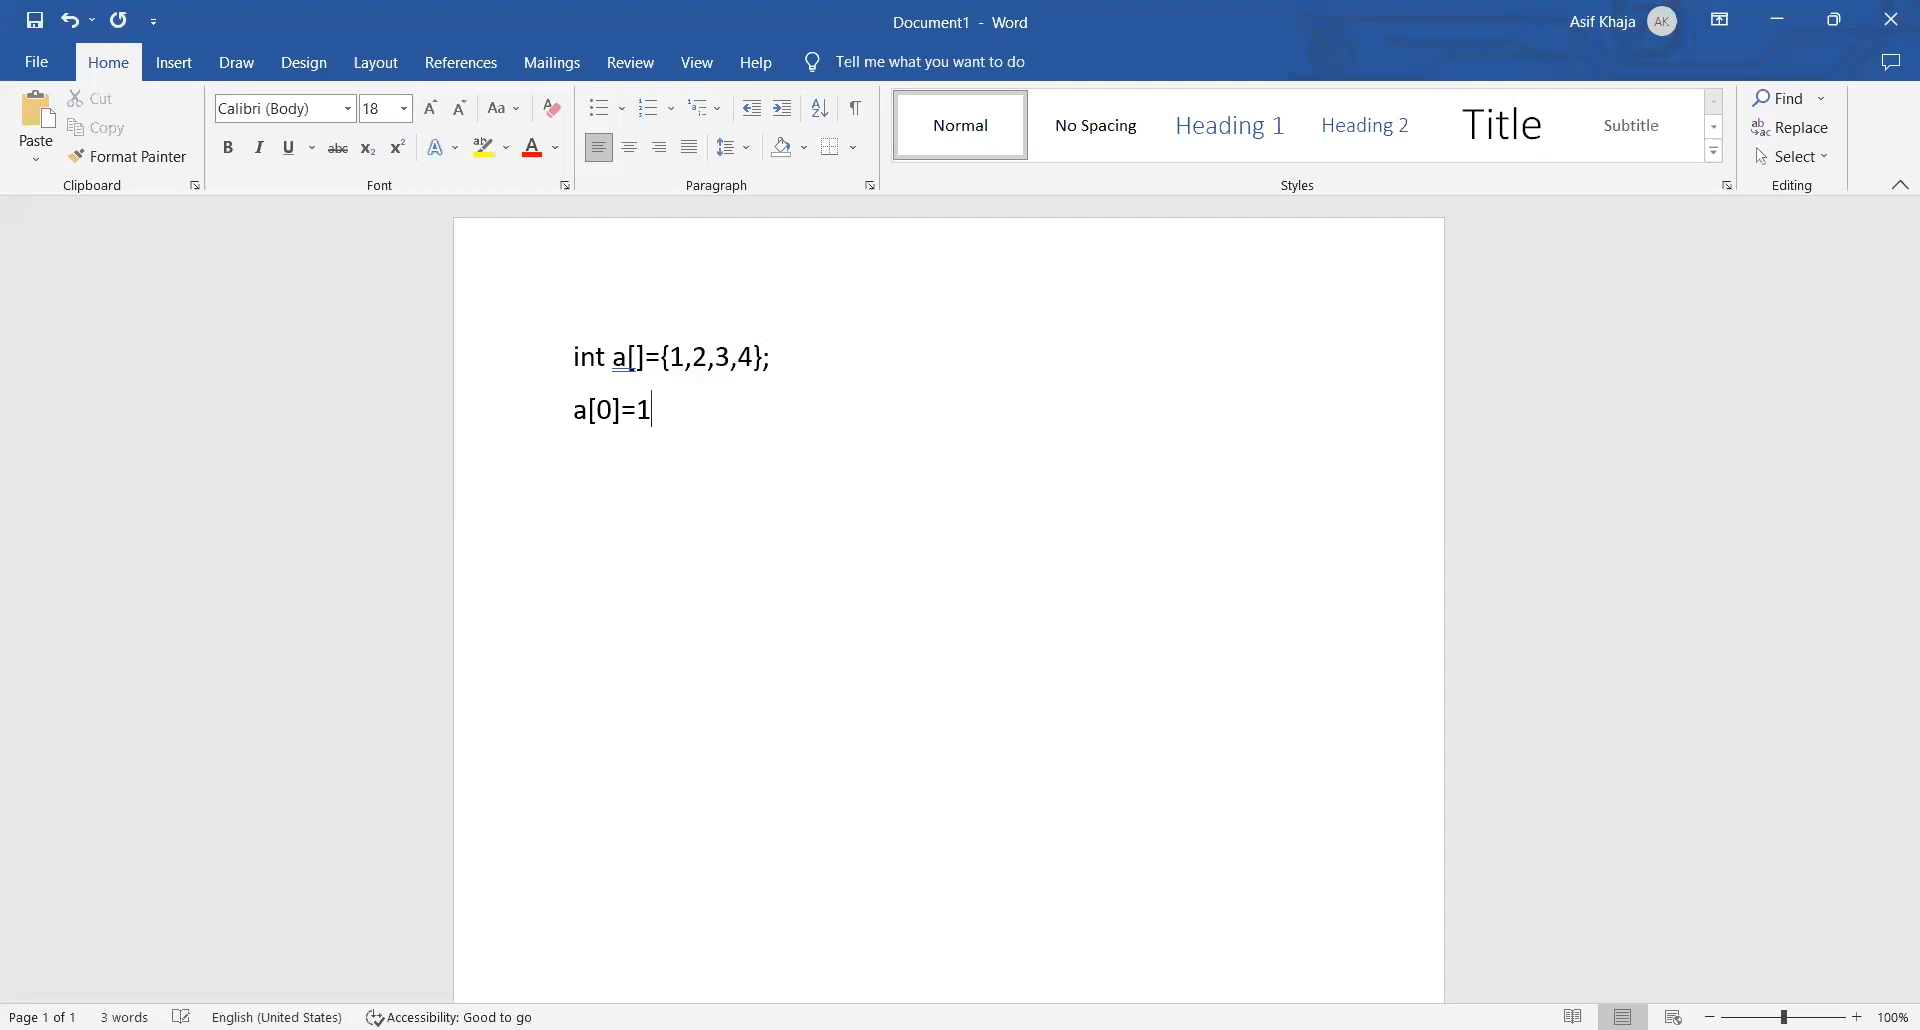 Document1 - Word
Asif Khaja AK
File Home Insert Draw Design Layout References Mailings Review View Help Tell me what you want to do
Paste
Cut
Copy
Format Painter
Clipboard
Calibri (Body) 18
Font
Paragraph
Normal No Spacing Heading 1 Heading 2 Title Subtitle
Styles
Find
Replace
Select
Editing
int a[]={1,2,3,4};
a[0]=1
Page 1 of 1 3 words English (United States) Accessibility: Good to go 100%